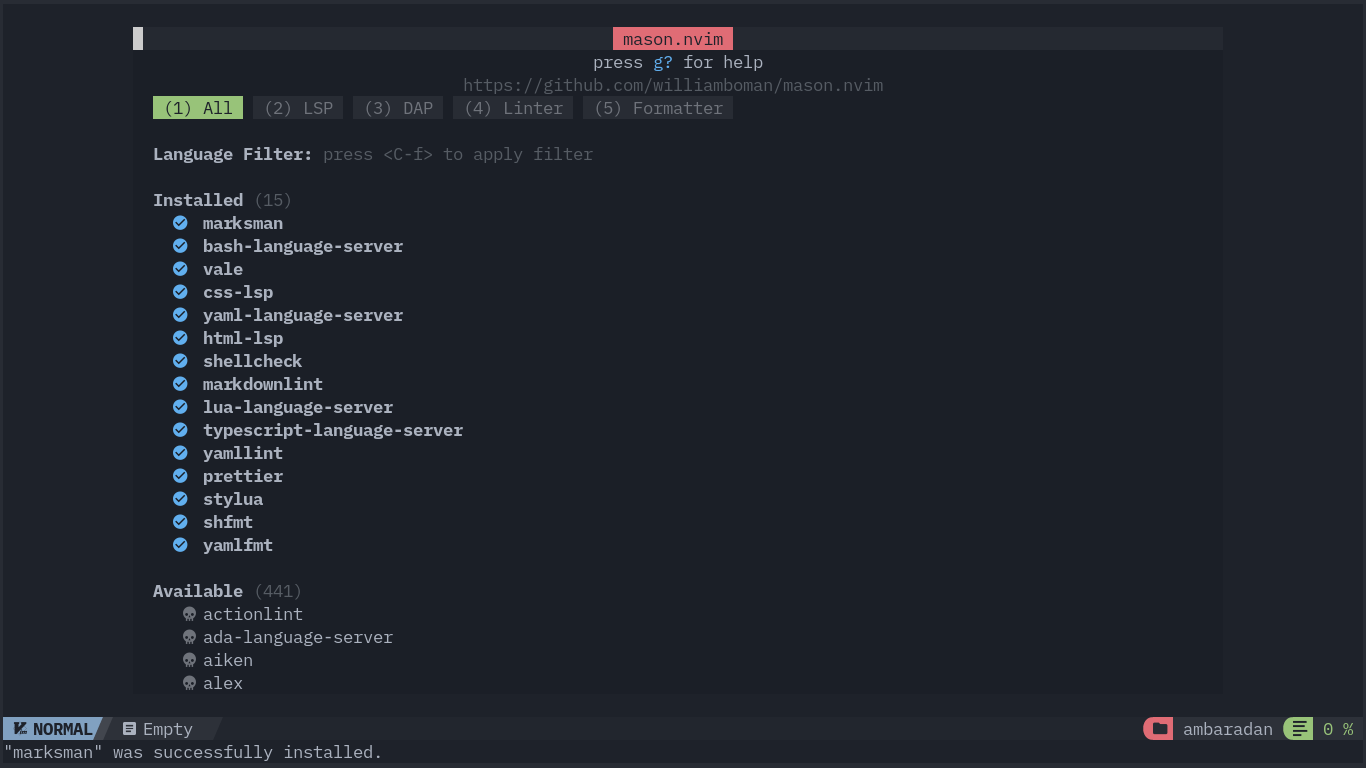 mason.nvim
press g? for help
https://github.com/williamboman/mason.nvim
(1) All (2) LSP (3) DAP (4) Linter (5) Formatter
Language Filter: press <C-f> to apply filter
Installed (15)
marksman
bash-language-server
vale
css-lsp
yaml-language-server
html-lsp
shellcheck
markdownlint
lua-language-server
typescript-language-server
yamllint
prettier
stylua
shfmt
yamlfmt
Available (441)
actionlint
ada-language-server
aiken
alex
NORMAL Empty ambaradan 0 %
"marksman" was successfully installed.